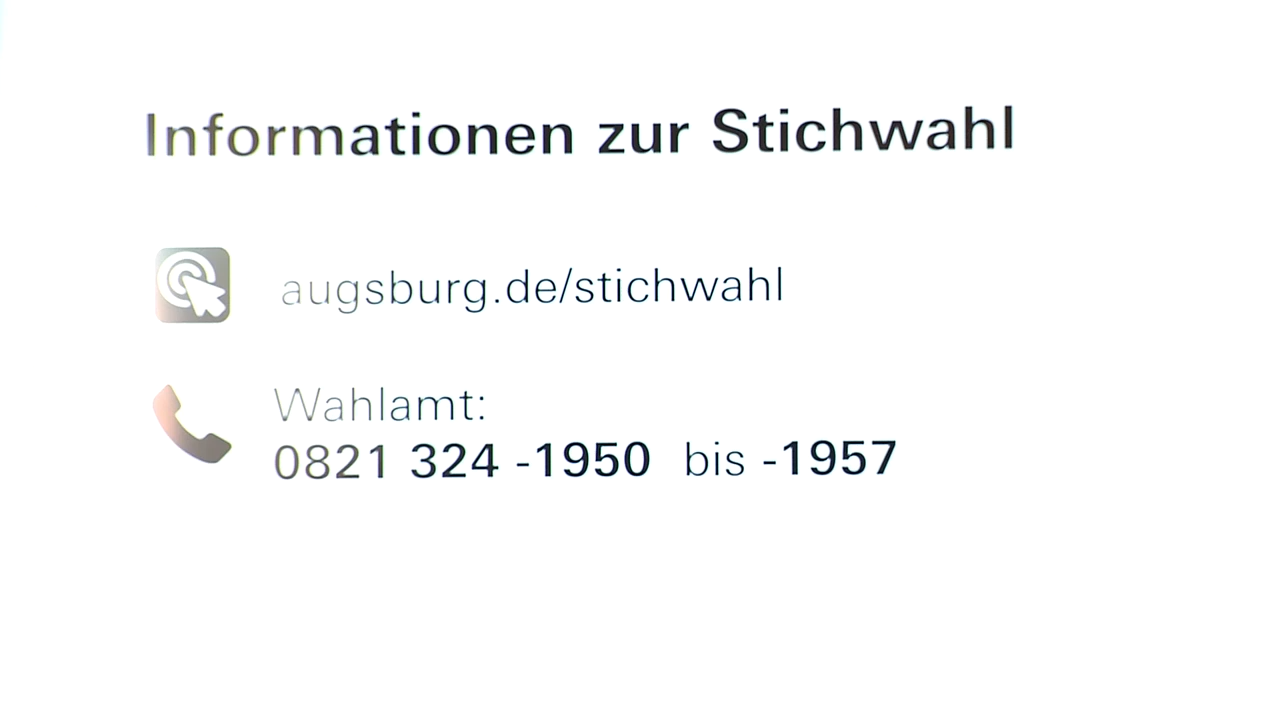 Informationen zur Stichwahl
augsburg.de/stichwahl
Wahlamt:
0821 324 -1950 bis -1957